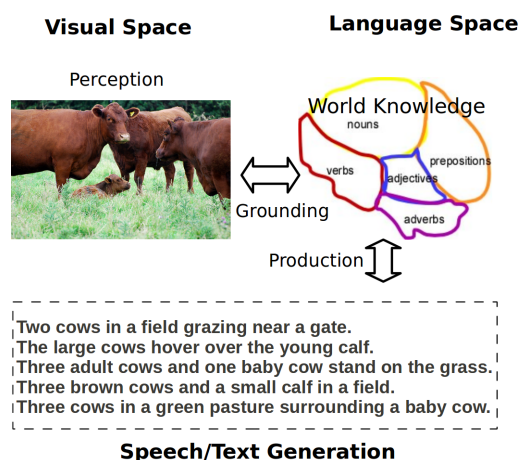 Visual Space
Language Space
Perception
World Knowledge
nouns
verbs
adjectives
prepositions
adverbs
Grounding
Production
Two cows in a field grazing near a gate.
The large cows hover over the young calf.
Three adult cows and one baby cow stand on the grass.
Three brown cows and a small calf in a field.
Three cows in a green pasture surrounding a baby cow.
Speech/Text Generation